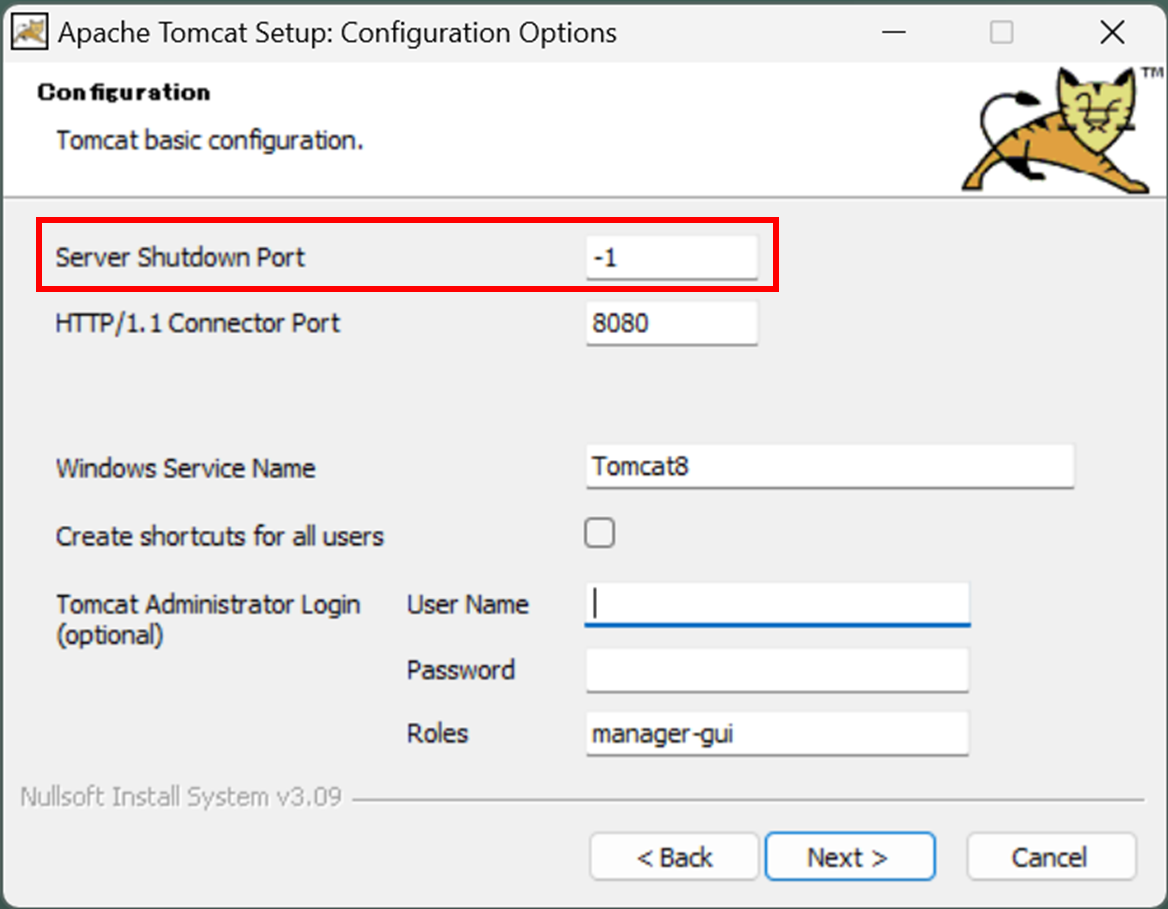 Apache Tomcat Setup: Configuration Options
Configuration
Tomcat basic configuration.
TM
Server Shutdown Port -1
HTTP/1.1 Connector Port 8080
Windows Service Name Tomcat8
Create shortcuts for all users
Tomcat Administrator Login User Name
(optional)
Password
Roles manager-gui
Nullsoft Install System v3.09
< Back Next > Cancel